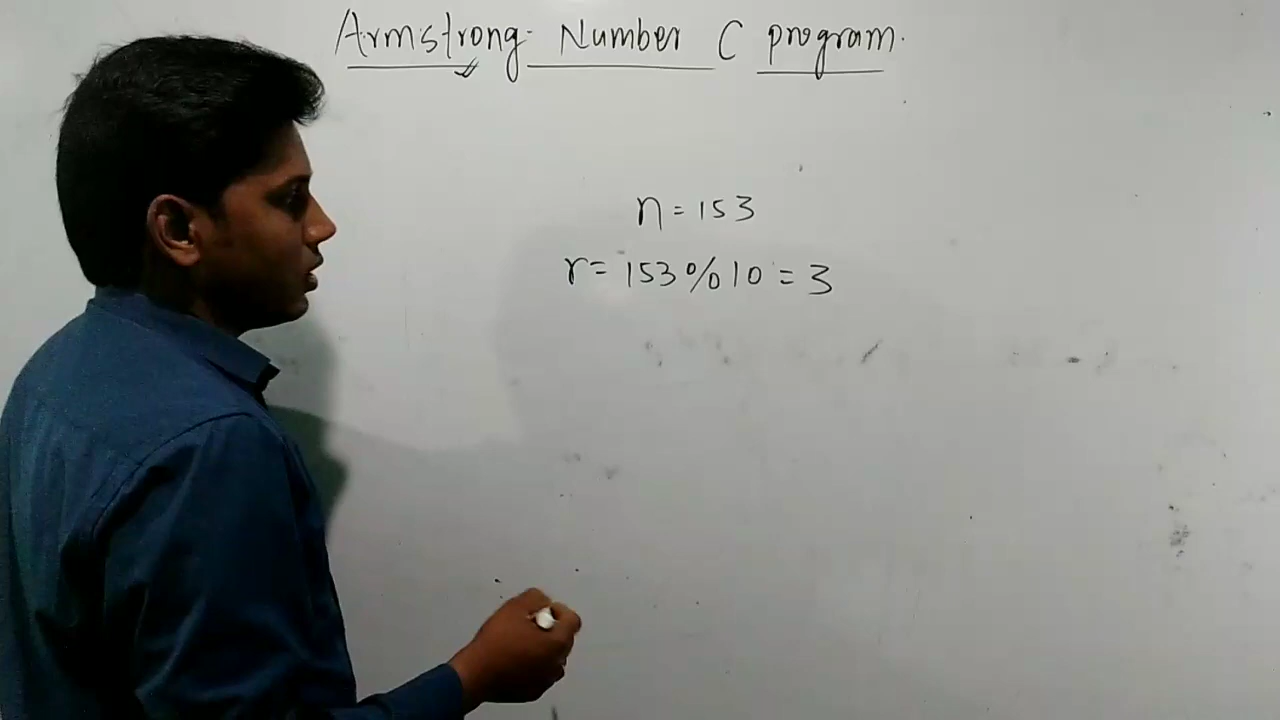 Armstrong Number C program.
n = 153
r = 153 % 10 = 3